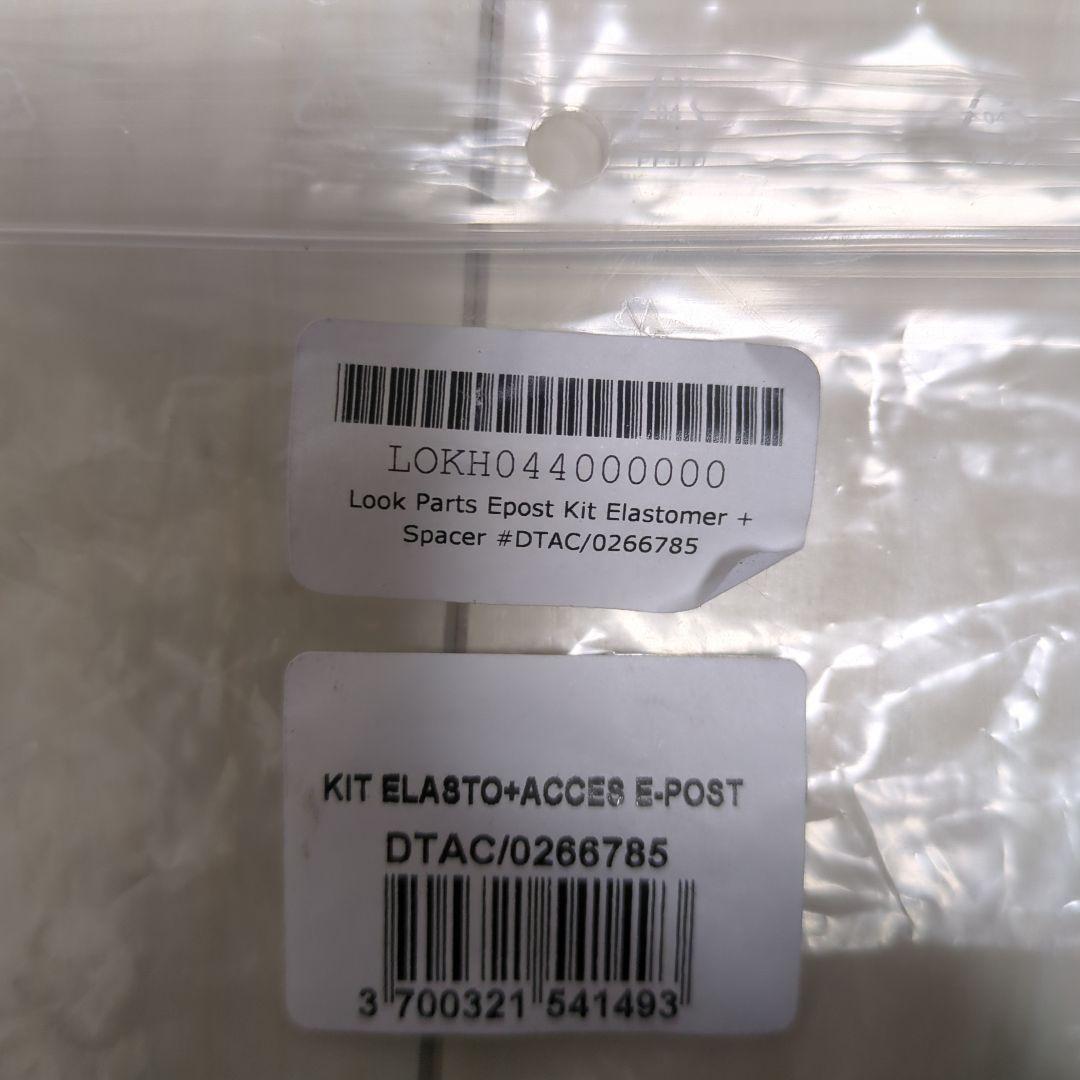 LOKH044000000
Look Parts Epost Kit Elastomer +
Spacer #DTAC/0266785
KIT ELASTO+ACCES E-POST
DTAC/0266785
3 700321 541493